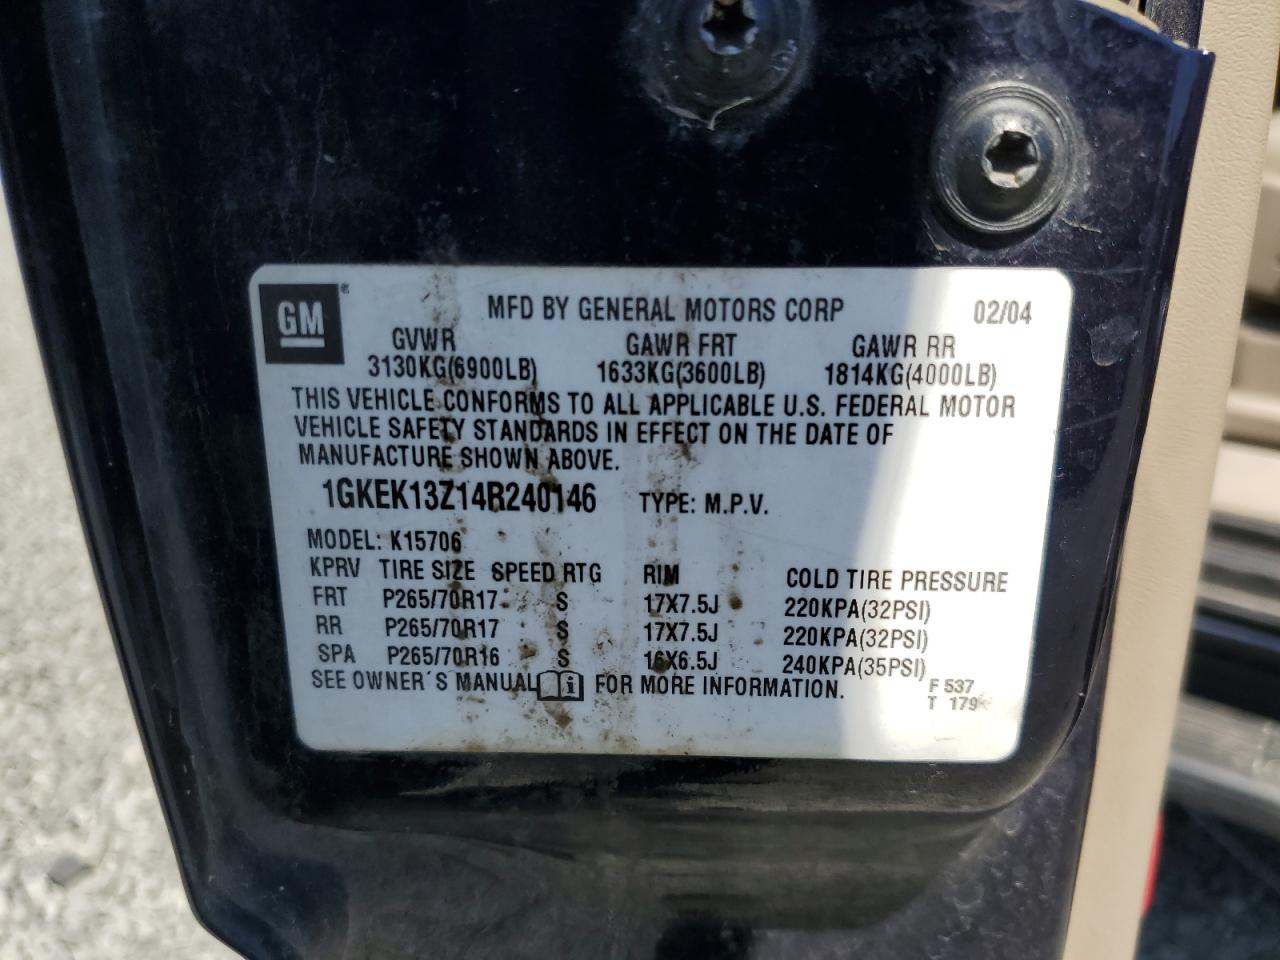 GM®
MFD BY GENERAL MOTORS CORP 02/04
GVWR GAWR FRT GAWR RR
3130KG(6900LB) 1633KG(3600LB) 1814KG(4000LB)
THIS VEHICLE CONFORMS TO ALL APPLICABLE U.S. FEDERAL MOTOR
VEHICLE SAFETY STANDARDS IN EFFECT ON THE DATE OF
MANUFACTURE SHOWN ABOVE.
1GKEK13Z14R240146 TYPE: M.P.V.
MODEL: K15706
KPRV TIRE SIZE SPEED RTG RIM COLD TIRE PRESSURE
FRT P265/70R17 S 17X7.5J 220KPA(32PSI)
RR P265/70R17 S 17X7.5J 220KPA(32PSI)
SPA P265/70R16 S 16X6.5J 240KPA(35PSI)
SEE OWNER'S MANUAL i FOR MORE INFORMATION.
F 537
T 179